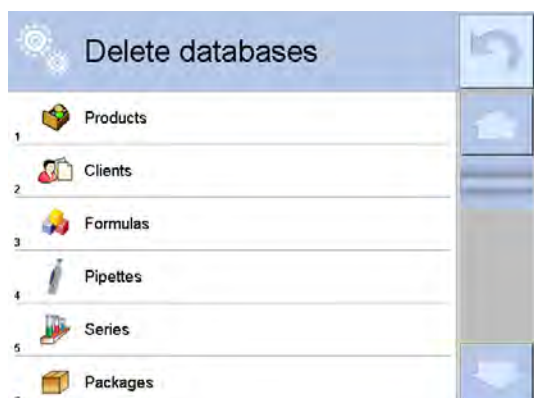 Delete databases
1 Products
2 Clients
3 Formulas
4 Pipettes
5 Series
Packages